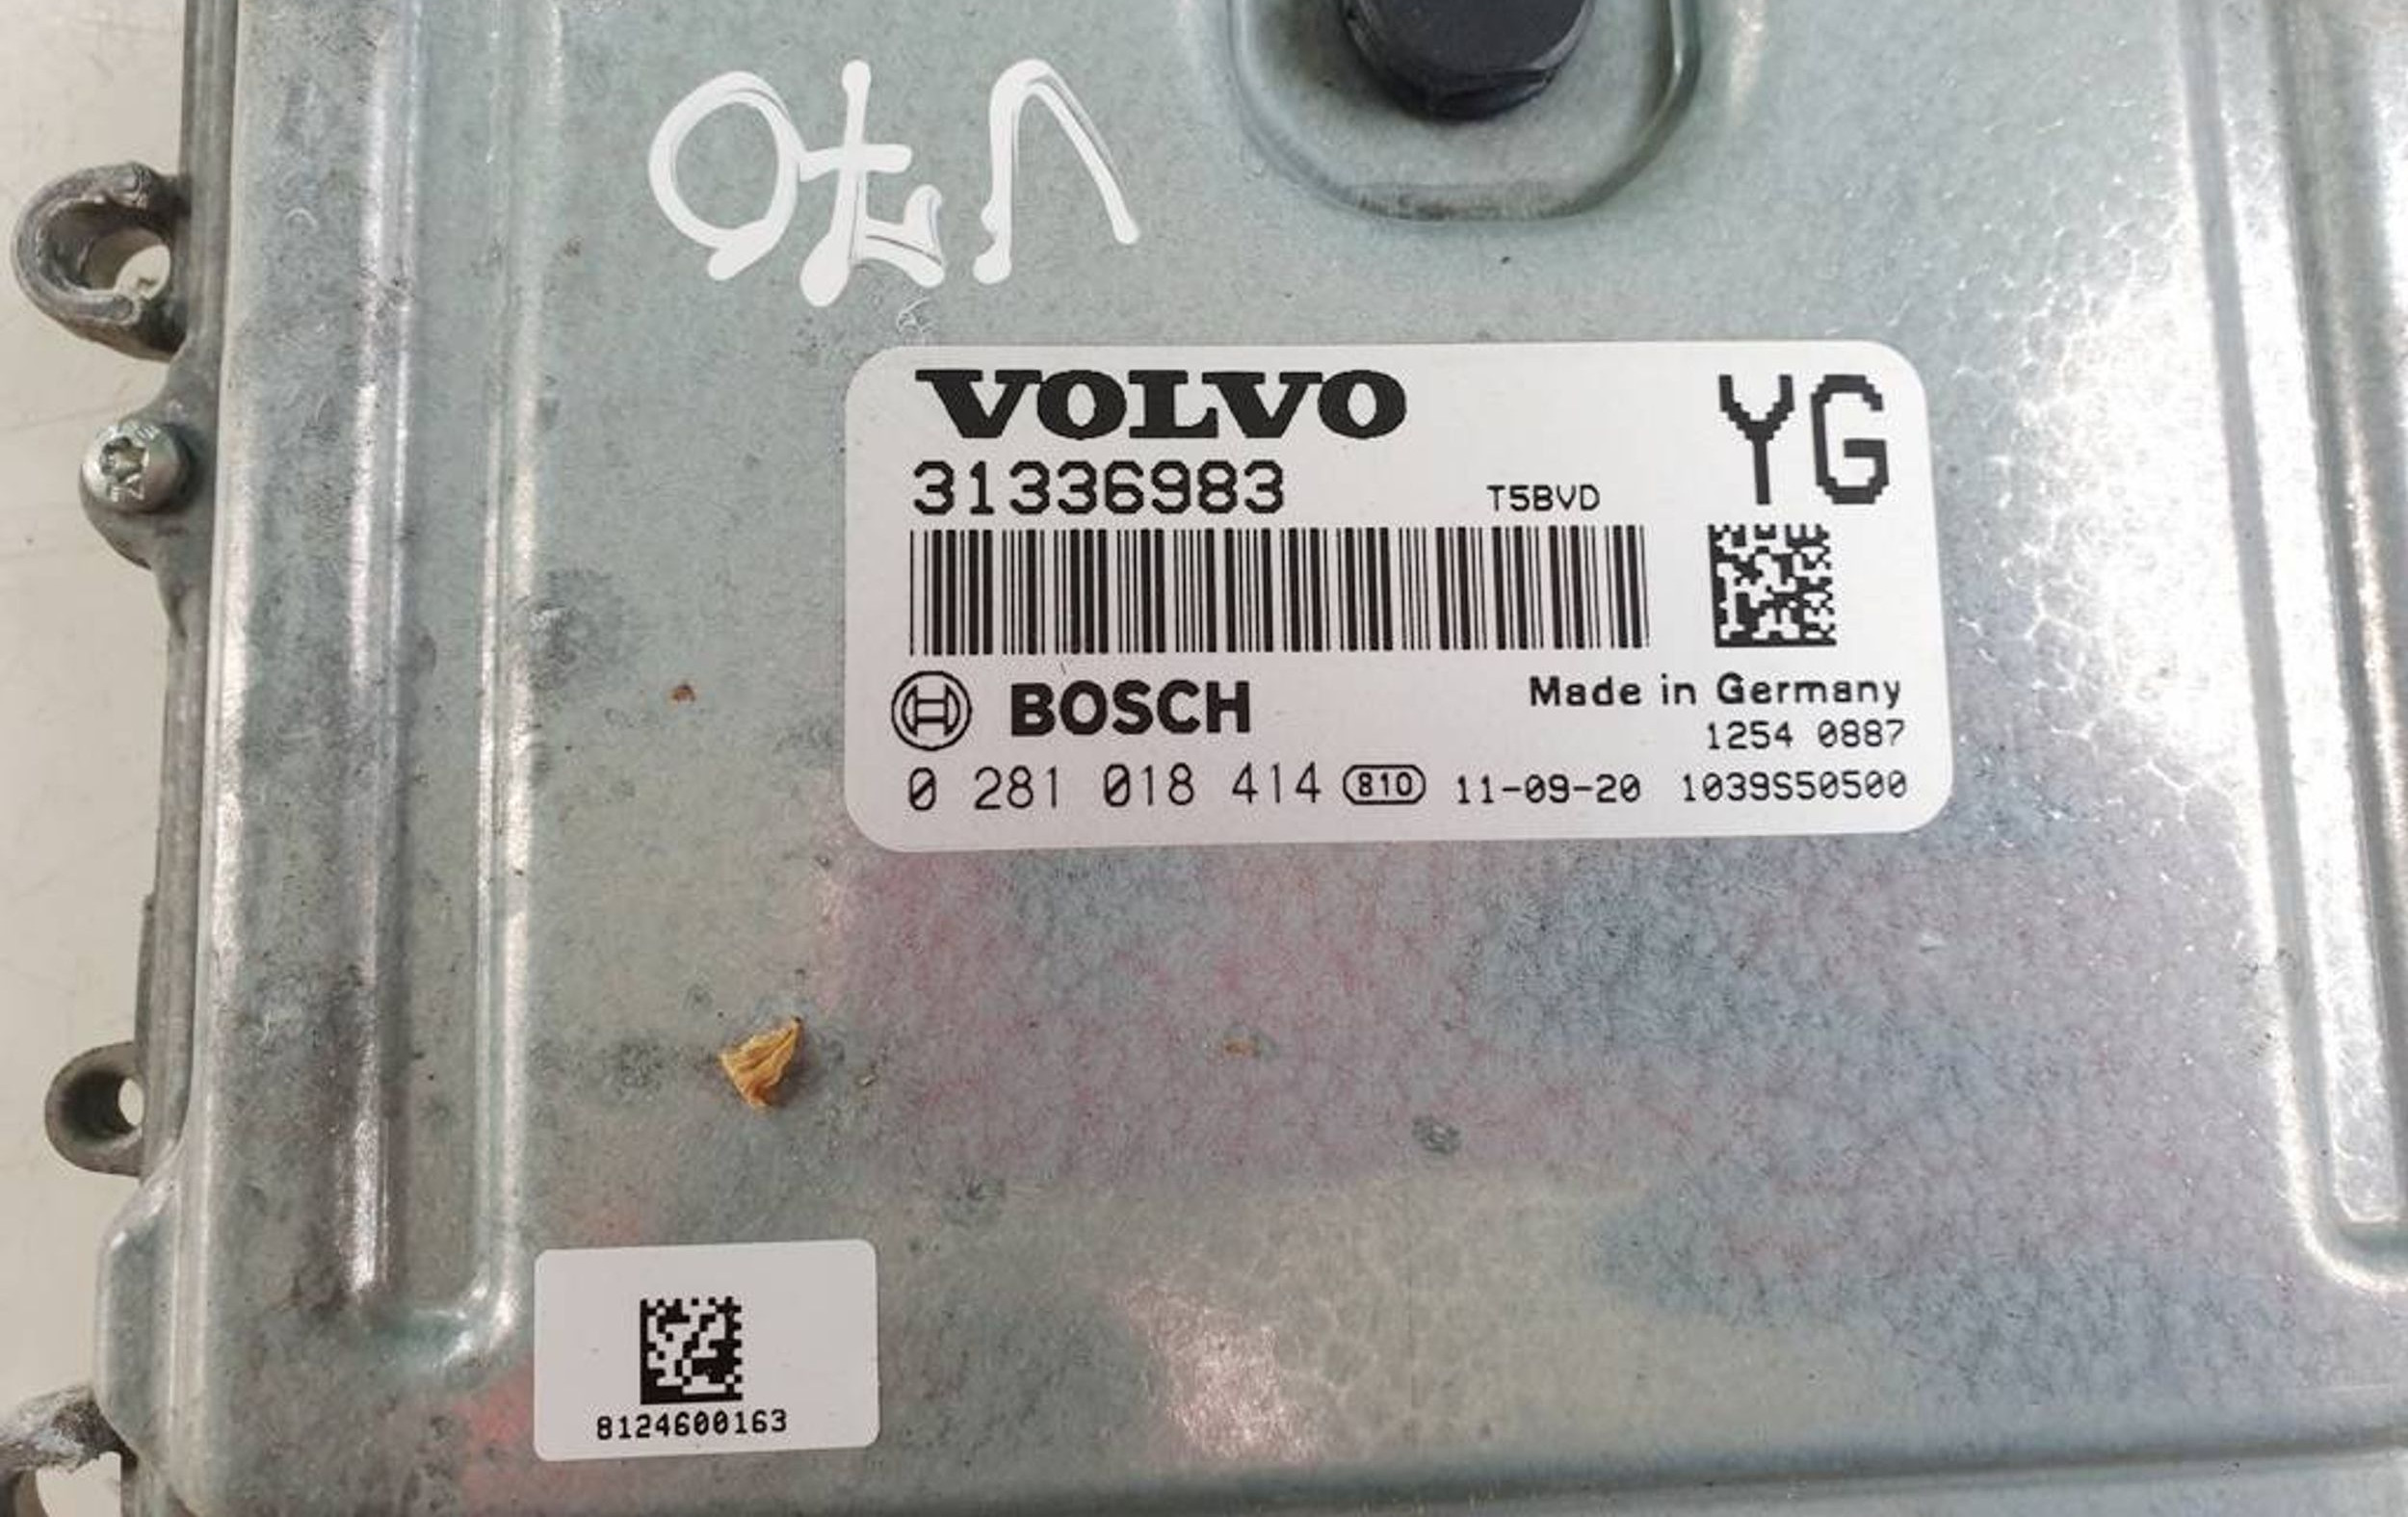 V70
VOLVO
YG
31336983 T5BVD
BOSCH
Made in Germany
1254 0887
0 281 018 414 810 11-09-20 1039S50500
8124600163